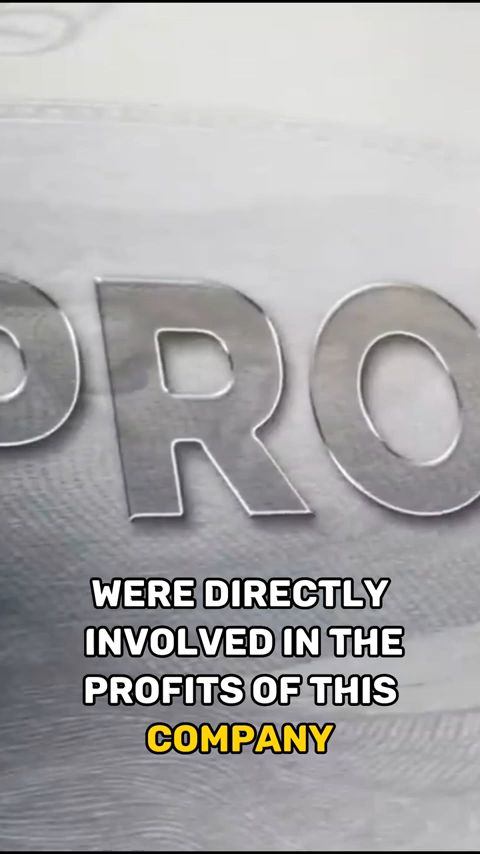 PRO
WERE DIRECTLY
INVOLVED IN THE
PROFITS OF THIS
COMPANY